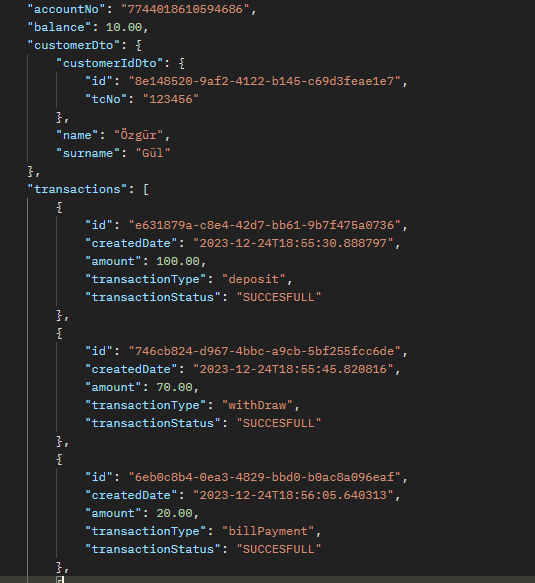 "accountNo": "7744018610594686",
"balance": 10.00,
"customerDto": {
"customerIdDto": {
"id": "8e148520-9af2-4122-b145-c69d3feae1e7",
"tcNo": "123456"
},
"name": "Özgür",
"surname": "Gül"
},
"transactions": [
{
"id": "e631879a-c8e4-42d7-bb61-9b7f475a0736",
"createdDate": "2023-12-24T18:55:30.888797",
"amount": 100.00,
"transactionType": "deposit",
"transactionStatus": "SUCCESFULL"
},
{
"id": "746cb824-d967-4bbc-a9cb-5bf255fcc6de",
"createdDate": "2023-12-24T18:55:45.820816",
"amount": 70.00,
"transactionType": "withDraw",
"transactionStatus": "SUCCESFULL"
},
{
"id": "6eb0c8b4-0ea3-4829-bbd0-b0ac8a096eaf",
"createdDate": "2023-12-24T18:56:05.640313",
"amount": 20.00,
"transactionType": "billPayment",
"transactionStatus": "SUCCESFULL"
},